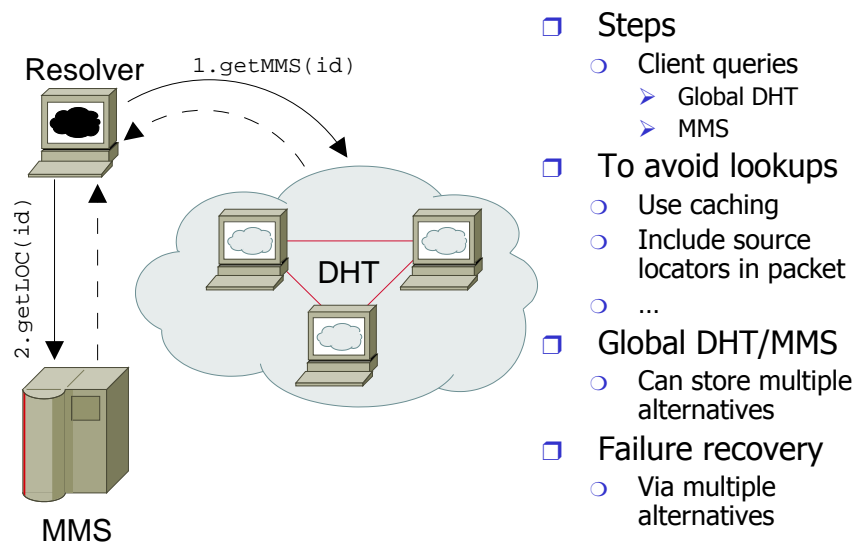 Resolver
1.getMMS(id)
2.getLOC(id)
DHT
MMS
Steps
Client queries
Global DHT
MMS
To avoid lookups
Use caching
Include source
locators in packet
...
Global DHT/MMS
Can store multiple
alternatives
Failure recovery
Via multiple
alternatives